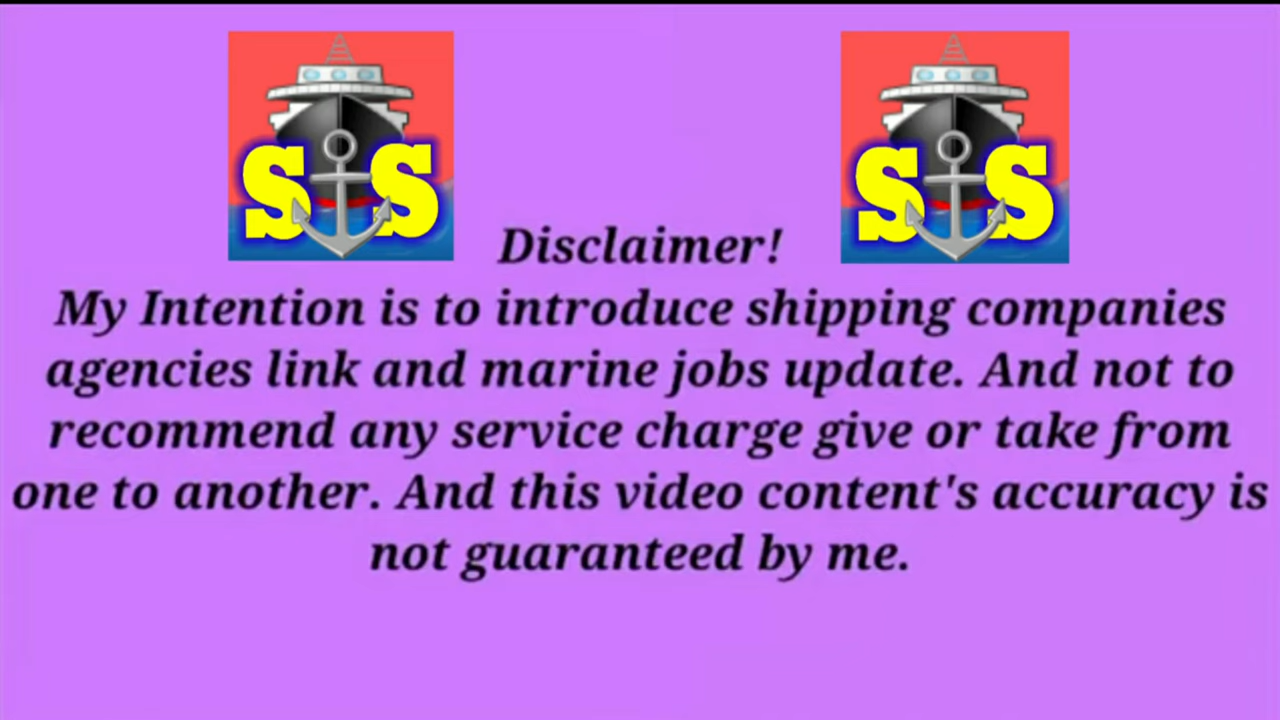 S S
S S
Disclaimer!
My Intention is to introduce shipping companies
agencies link and marine jobs update. And not to
recommend any service charge give or take from
one to another. And this video content's accuracy is
not guaranteed by me.